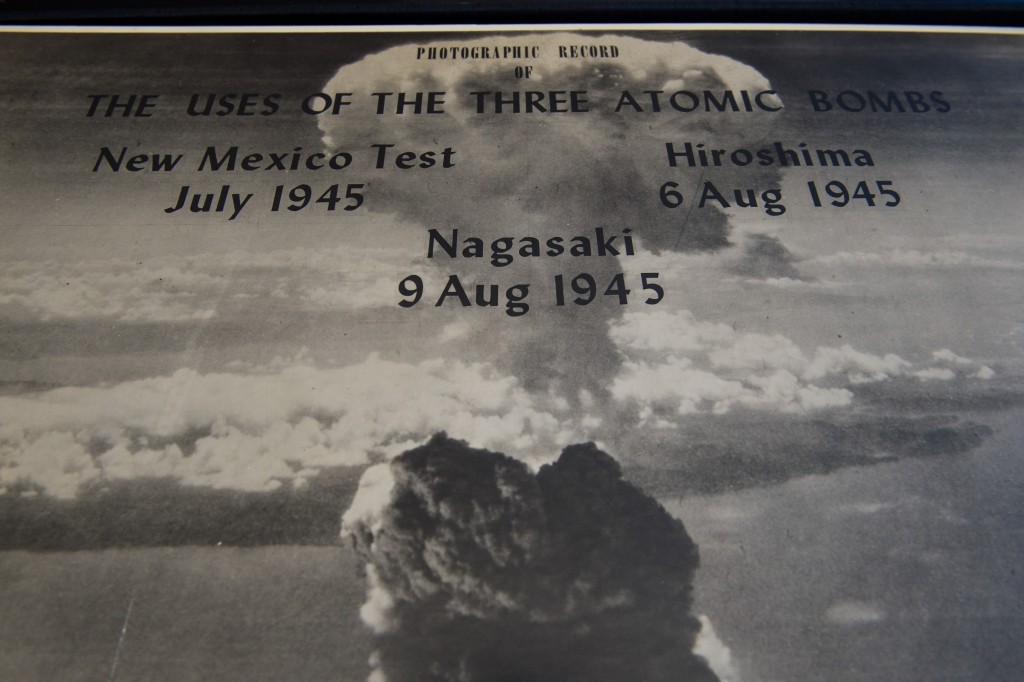 PHOTOGRAPHIC RECORD
OF
THE USES OF THE THREE ATOMIC BOMBS
New Mexico Test
July 1945
Hiroshima
6 Aug 1945
Nagasaki
9 Aug 1945